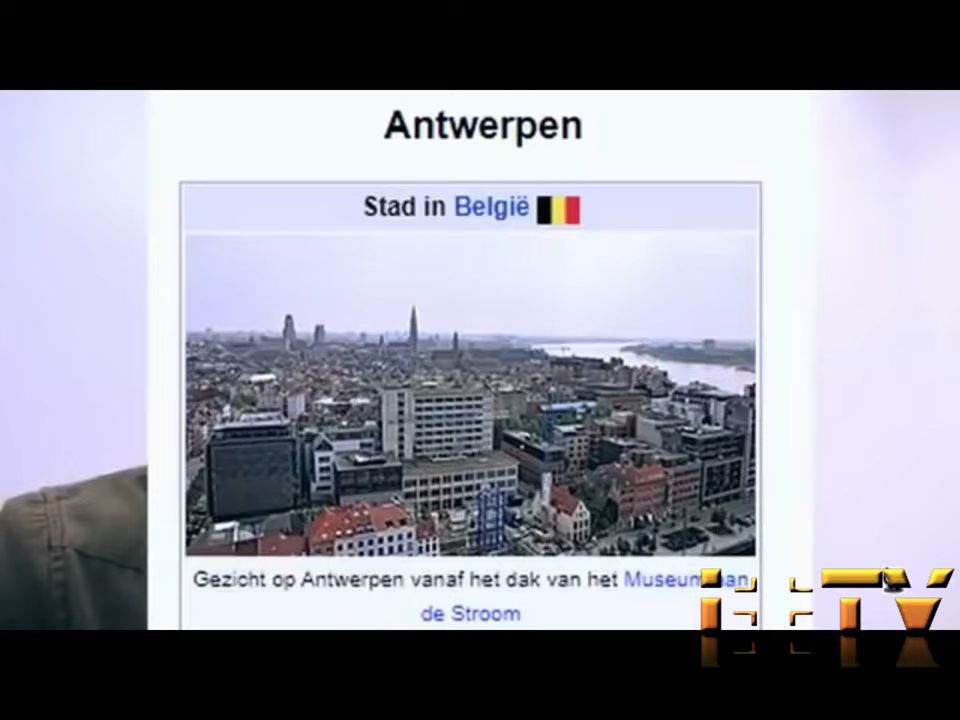 Antwerpen
Stad in België
Gezicht op Antwerpen vanaf het dak van het Museum aan
de Stroom